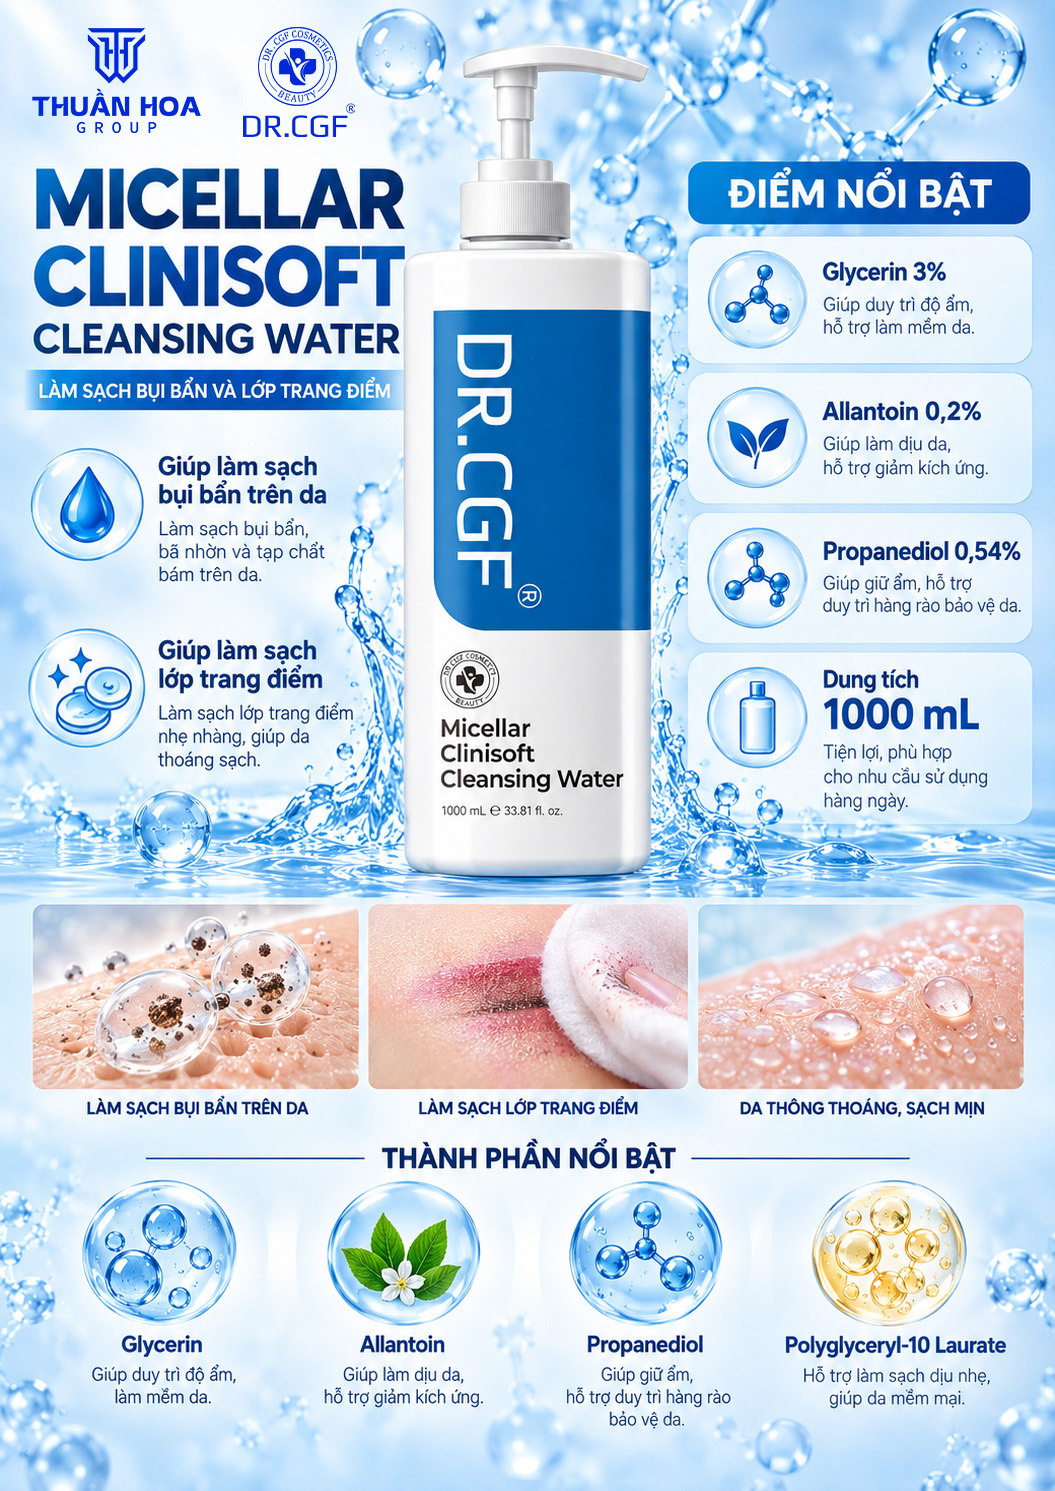 THUẦN HOA
GROUP
DR. CGF COSMETICS
BEAUTY
DR.CGF®
MICELLAR
CLINISOFT
CLEANSING WATER
LÀM SẠCH BỤI BẨN VÀ LỚP TRANG ĐIỂM
Giúp làm sạch
bụi bẩn trên da
Làm sạch bụi bẩn,
bã nhờn và tạp chất
bám trên da.
Giúp làm sạch
lớp trang điểm
Làm sạch lớp trang điểm
nhẹ nhàng, giúp da
thoáng sạch.
DR.CGF®
DR. CGF COSMETICS
BEAUTY
Micellar
Clinisoft
Cleansing Water
1000 mL ℮ 33.81 fl. oz.
ĐIỂM NỔI BẬT
Glycerin 3%
Giúp duy trì độ ẩm,
hỗ trợ làm mềm da.
Allantoin 0,2%
Giúp làm dịu da,
hỗ trợ giảm kích ứng.
Propanediol 0,54%
Giúp giữ ẩm, hỗ trợ
duy trì hàng rào bảo vệ da.
Dung tích
1000 mL
Tiện lợi, phù hợp
cho nhu cầu sử dụng
hàng ngày.
LÀM SẠCH BỤI BẨN TRÊN DA
LÀM SẠCH LỚP TRANG ĐIỂM
DA THÔNG THOÁNG, SẠCH MỊN
THÀNH PHẦN NỔI BẬT
Glycerin
Giúp duy trì độ ẩm,
làm mềm da.
Allantoin
Giúp làm dịu da,
hỗ trợ giảm kích ứng.
Propanediol
Giúp giữ ẩm,
hỗ trợ duy trì hàng rào
bảo vệ da.
Polyglyceryl-10 Laurate
Hỗ trợ làm sạch dịu nhẹ,
giúp da mềm mại.